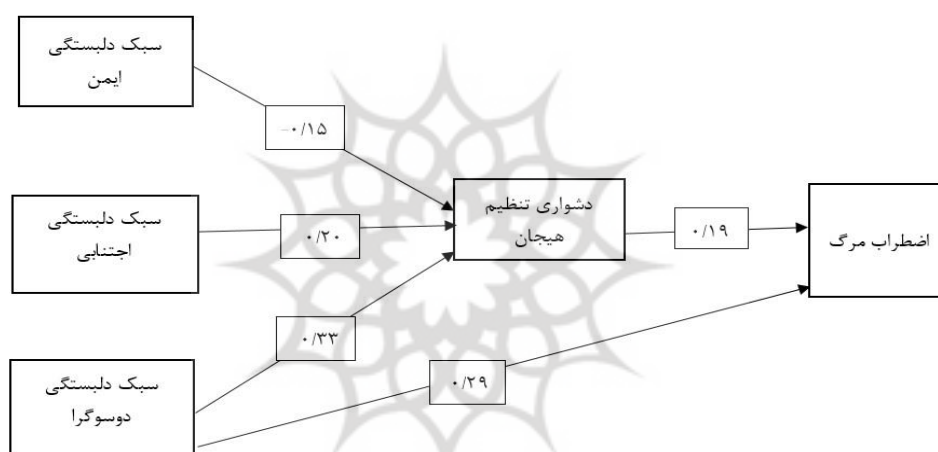 سبک دلبستگی
ایمن
-۰/۱۵
سبک دلبستگی
اجتنابی
۰/۲۰
دشواری تنظیم
هیجان
۰/۱۹
اضطراب مرگ
۰/۳۳
سبک دلبستگی
دوسوگرا
۰/۲۹